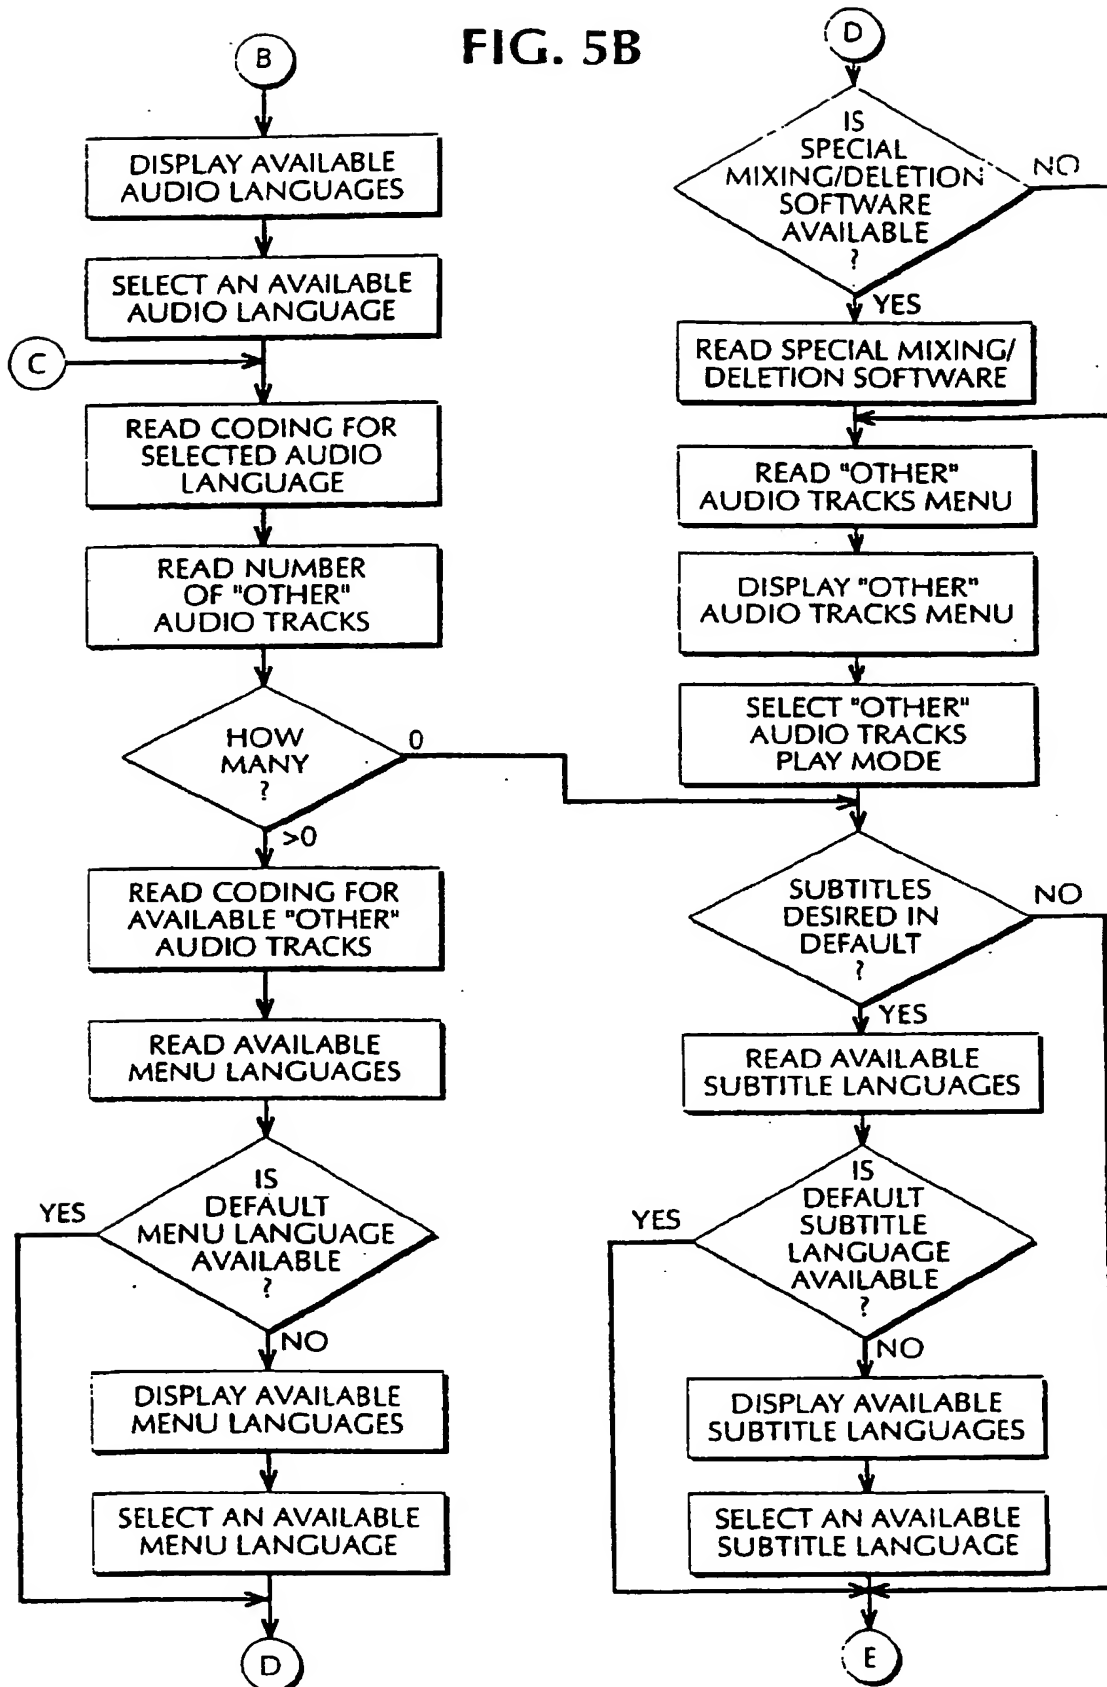 FIG. 5B
B
DISPLAY AVAILABLE
AUDIO LANGUAGES
SELECT AN AVAILABLE
AUDIO LANGUAGE
C
READ CODING FOR
SELECTED AUDIO
LANGUAGE
READ NUMBER
OF "OTHER"
AUDIO TRACKS
HOW
MANY
?
0
>0
READ CODING FOR
AVAILABLE "OTHER"
AUDIO TRACKS
READ AVAILABLE
MENU LANGUAGES
IS
DEFAULT
MENU LANGUAGE
AVAILABLE
?
YES
NO
DISPLAY AVAILABLE
MENU LANGUAGES
SELECT AN AVAILABLE
MENU LANGUAGE
D
D
IS
SPECIAL
MIXING/DELETION
SOFTWARE
AVAILABLE
?
NO
YES
READ SPECIAL MIXING/
DELETION SOFTWARE
READ "OTHER"
AUDIO TRACKS MENU
DISPLAY "OTHER"
AUDIO TRACKS MENU
SELECT "OTHER"
AUDIO TRACKS
PLAY MODE
SUBTITLES
DESIRED IN
DEFAULT
?
NO
YES
READ AVAILABLE
SUBTITLE LANGUAGES
IS
DEFAULT
SUBTITLE
LANGUAGE
AVAILABLE
?
YES
NO
DISPLAY AVAILABLE
SUBTITLE LANGUAGES
SELECT AN AVAILABLE
SUBTITLE LANGUAGE
E